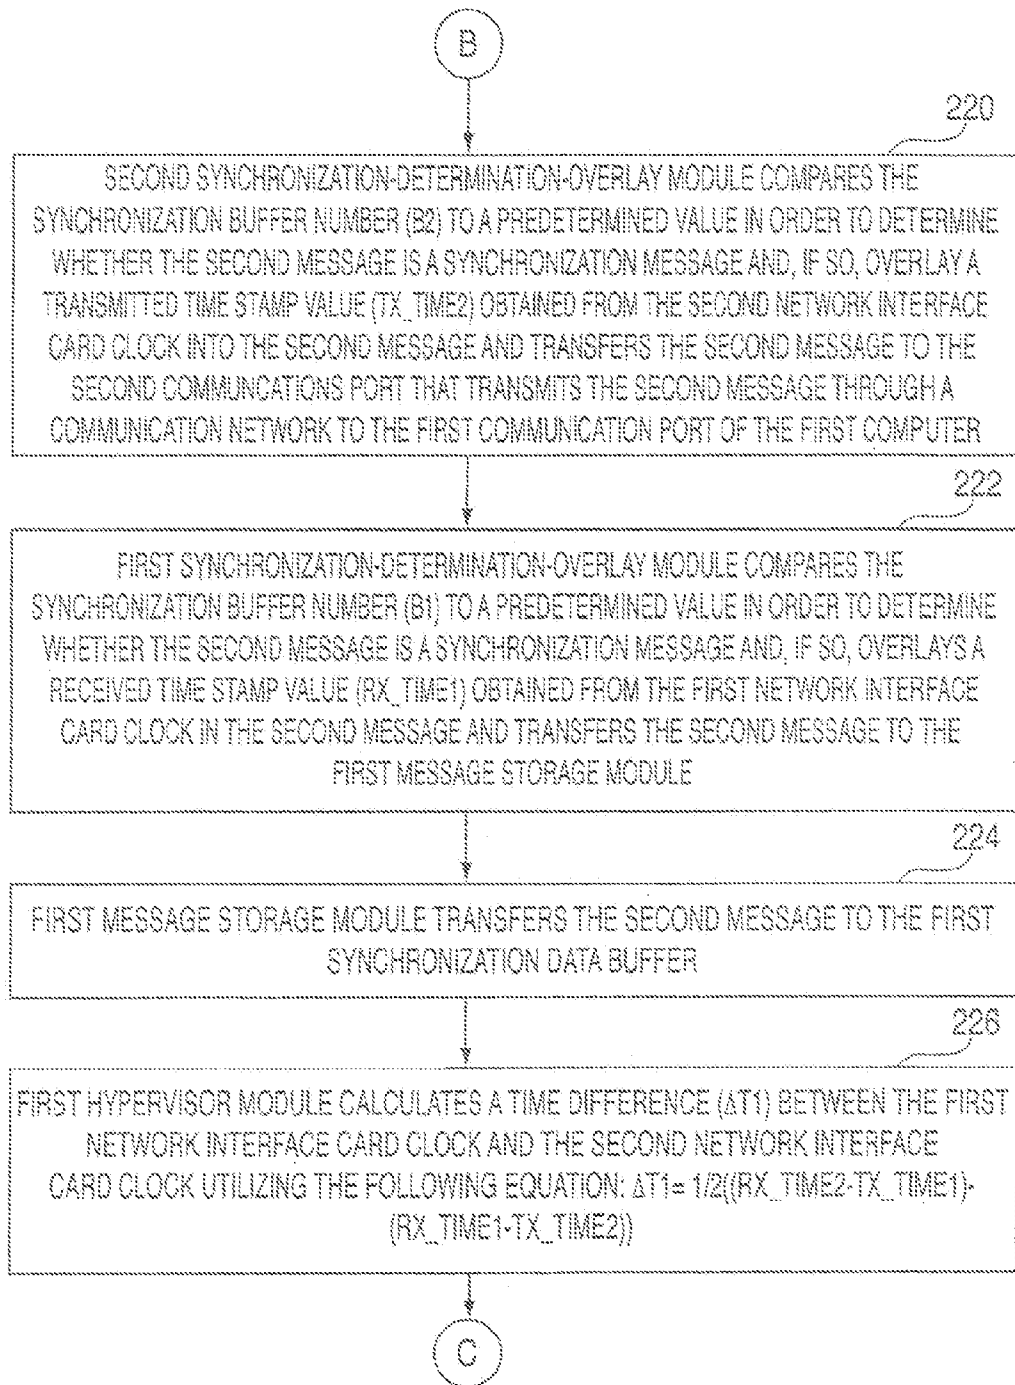 B
220
SECOND SYNCHRONIZATION-DETERMINATION-OVERLAY MODULE COMPARES THE
SYNCHRONIZATION BUFFER NUMBER (B2) TO A PREDETERMINED VALUE IN ORDER TO DETERMINE
WHETHER THE SECOND MESSAGE IS A SYNCHRONIZATION MESSAGE AND, IF SO, OVERLAY A
TRANSMITTED TIME STAMP VALUE (TX_TIME2) OBTAINED FROM THE SECOND NETWORK INTERFACE
CARD CLOCK INTO THE SECOND MESSAGE AND TRANSFERS THE SECOND MESSAGE TO THE
SECOND COMMUNCATIONS PORT THAT TRANSMITS THE SECOND MESSAGE THROUGH A
COMMUNICATION NETWORK TO THE FIRST COMMUNICATION PORT OF THE FIRST COMPUTER
222
FIRST SYNCHRONIZATION-DETERMINATION-OVERLAY MODULE COMPARES THE
SYNCHRONIZATION BUFFER NUMBER (B1) TO A PREDETERMINED VALUE IN ORDER TO DETERMINE
WHETHER THE SECOND MESSAGE IS A SYNCHRONIZATION MESSAGE AND, IF SO, OVERLAYS A
RECEIVED TIME STAMP VALUE (RX_TIME1) OBTAINED FROM THE FIRST NETWORK INTERFACE
CARD CLOCK IN THE SECOND MESSAGE AND TRANSFERS THE SECOND MESSAGE TO THE
FIRST MESSAGE STORAGE MODULE
224
FIRST MESSAGE STORAGE MODULE TRANSFERS THE SECOND MESSAGE TO THE FIRST
SYNCHRONIZATION DATA BUFFER
226
FIRST HYPERVISOR MODULE CALCULATES A TIME DIFFERENCE (ΔT1) BETWEEN THE FIRST
NETWORK INTERFACE CARD CLOCK AND THE SECOND NETWORK INTERFACE
CARD CLOCK UTILIZING THE FOLLOWING EQUATION: ΔT1= 1/2((RX_TIME2-TX_TIME1)-
(RX_TIME1-TX_TIME2))
C